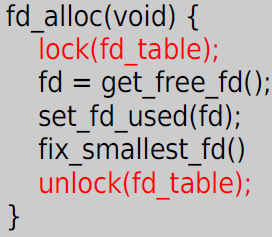 fd_alloc(void) {
lock(fd_table);
fd = get_free_fd();
set_fd_used(fd);
fix_smallest_fd()
unlock(fd_table);
}